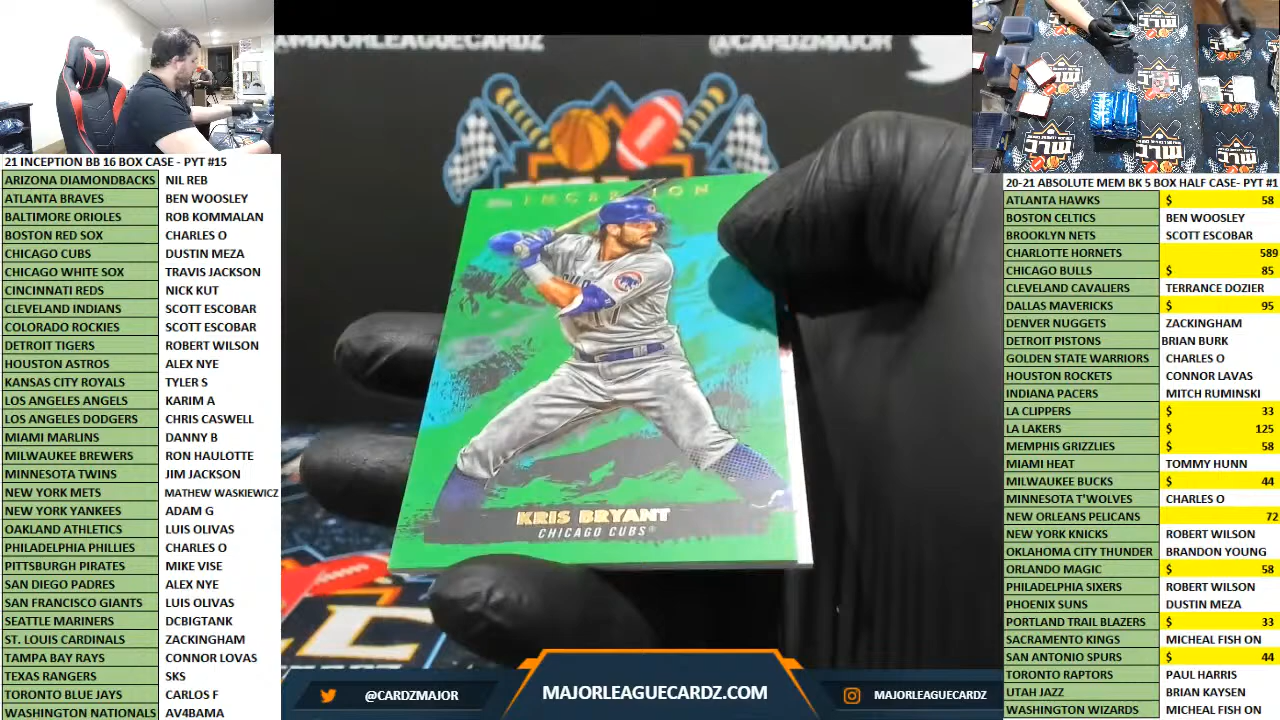 @MAJORLEAGUECARDZ
@CARDZMAJOR
INCEPTION
KRIS BRYANT
CHICAGO CUBS
21 INCEPTION BB 16 BOX CASE - PYT #15
ARIZONA DIAMONDBACKS NIL REB
ATLANTA BRAVES BEN WOOSLEY
BALTIMORE ORIOLES ROB KOMMALAN
BOSTON RED SOX CHARLES O
CHICAGO CUBS DUSTIN MEZA
CHICAGO WHITE SOX TRAVIS JACKSON
CINCINNATI REDS NICK KUT
CLEVELAND INDIANS SCOTT ESCOBAR
COLORADO ROCKIES SCOTT ESCOBAR
DETROIT TIGERS ROBERT WILSON
HOUSTON ASTROS ALEX NYE
KANSAS CITY ROYALS TYLER S
LOS ANGELES ANGELS KARIM A
LOS ANGELES DODGERS CHRIS CASWELL
MIAMI MARLINS DANNY B
MILWAUKEE BREWERS RON HAULOTTE
MINNESOTA TWINS JIM JACKSON
NEW YORK METS MATHEW WASKIEWICZ
NEW YORK YANKEES ADAM G
OAKLAND ATHLETICS LUIS OLIVAS
PHILADELPHIA PHILLIES CHARLES O
PITTSBURGH PIRATES MIKE VISE
SAN DIEGO PADRES ALEX NYE
SAN FRANCISCO GIANTS LUIS OLIVAS
SEATTLE MARINERS DCBIGTANK
ST. LOUIS CARDINALS ZACKINGHAM
TAMPA BAY RAYS CONNOR LOVAS
TEXAS RANGERS SKS
TORONTO BLUE JAYS CARLOS F
WASHINGTON NATIONALS AV4BAMA
20-21 ABSOLUTE MEM BK 5 BOX HALF CASE- PYT #1
ATLANTA HAWKS $ 58
BOSTON CELTICS BEN WOOSLEY
BROOKLYN NETS SCOTT ESCOBAR
CHARLOTTE HORNETS 589
CHICAGO BULLS $ 85
CLEVELAND CAVALIERS TERRANCE DOZIER
DALLAS MAVERICKS $ 95
DENVER NUGGETS ZACKINGHAM
DETROIT PISTONS BRIAN BURK
GOLDEN STATE WARRIORS CHARLES O
HOUSTON ROCKETS CONNOR LAVAS
INDIANA PACERS MITCH RUMINSKI
LA CLIPPERS $ 33
LA LAKERS $ 125
MEMPHIS GRIZZLIES $ 58
MIAMI HEAT TOMMY HUNN
MILWAUKEE BUCKS $ 44
MINNESOTA T'WOLVES CHARLES O
NEW ORLEANS PELICANS 72
NEW YORK KNICKS ROBERT WILSON
OKLAHOMA CITY THUNDER BRANDON YOUNG
ORLANDO MAGIC $ 58
PHILADELPHIA SIXERS ROBERT WILSON
PHOENIX SUNS DUSTIN MEZA
PORTLAND TRAIL BLAZERS $ 33
SACRAMENTO KINGS MICHEAL FISH ON
SAN ANTONIO SPURS $ 44
TORONTO RAPTORS PAUL HARRIS
UTAH JAZZ BRIAN KAYSEN
WASHINGTON WIZARDS MICHEAL FISH ON
@CARDZMAJOR
MAJORLEAGUECARDZ.COM
MAJORLEAGUECARDZ